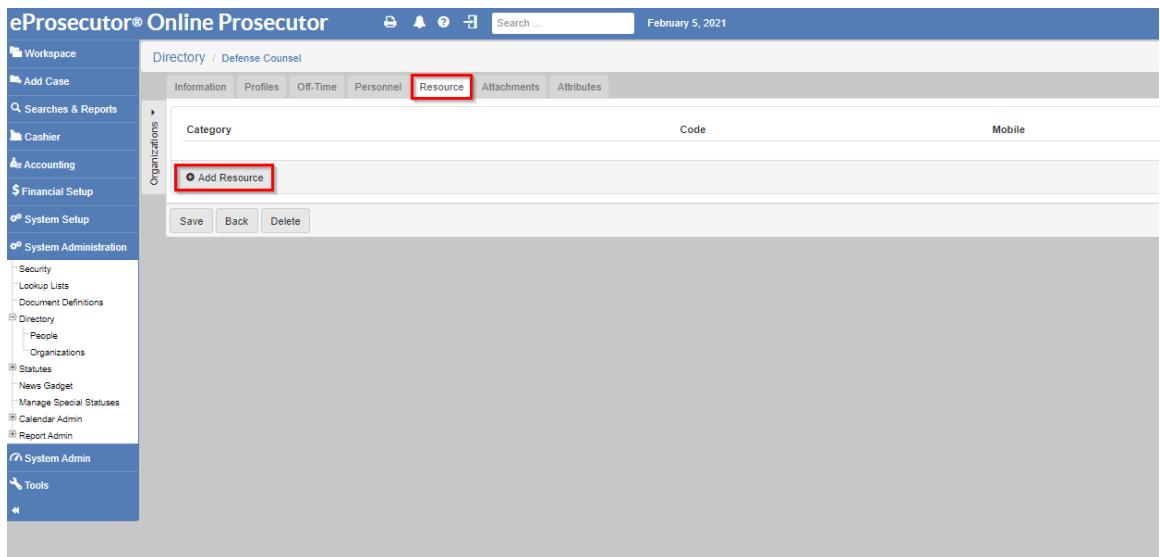 eProsecutor® Online Prosecutor Search ... February 5, 2021
Workspace
Add Case
Searches & Reports
Cashier
Accounting
$ Financial Setup
System Setup
System Administration
Security
Lookup Lists
Document Definitions
Directory
People
Organizations
Statutes
News Gadget
Manage Special Statuses
Calendar Admin
Report Admin
System Admin
Tools
Directory / Defense Counsel
Information Profiles Off-Time Personnel Resource Attachments Attributes
Organizations
Category Code Mobile
Add Resource
Save Back Delete